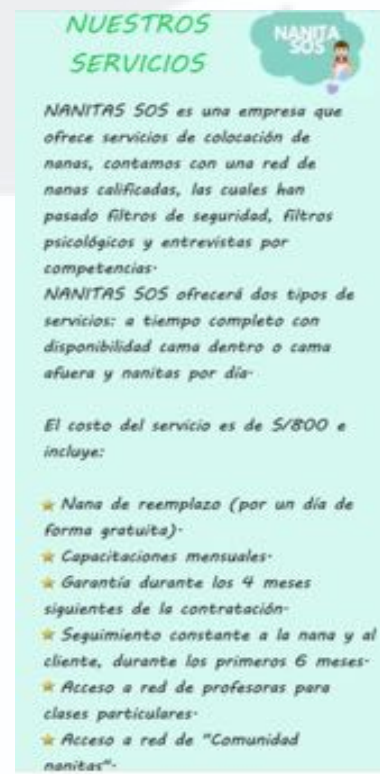 NUESTROS
SERVICIOS
NANITA
SOS
NANITAS SOS es una empresa que
ofrece servicios de colocación de
nanas, contamos con una red de
nanas calificadas, las cuales han
pasado filtros de seguridad, filtros
psicológicos y entrevistas por
competencias.
NANITAS SOS ofrecerá dos tipos de
servicios: a tiempo completo con
disponibilidad cama dentro o cama
afuera y nanitas por día.
El costo del servicio es de S/800 e
incluye:
Nana de reemplazo (por un día de
forma gratuita).
Capacitaciones mensuales.
Garantía durante los 4 meses
siguientes de la contratación.
Seguimiento constante a la nana y al
cliente, durante los primeros 6 meses.
Acceso a red de profesoras para
clases particulares.
Acceso a red de "Comunidad
nanitas".